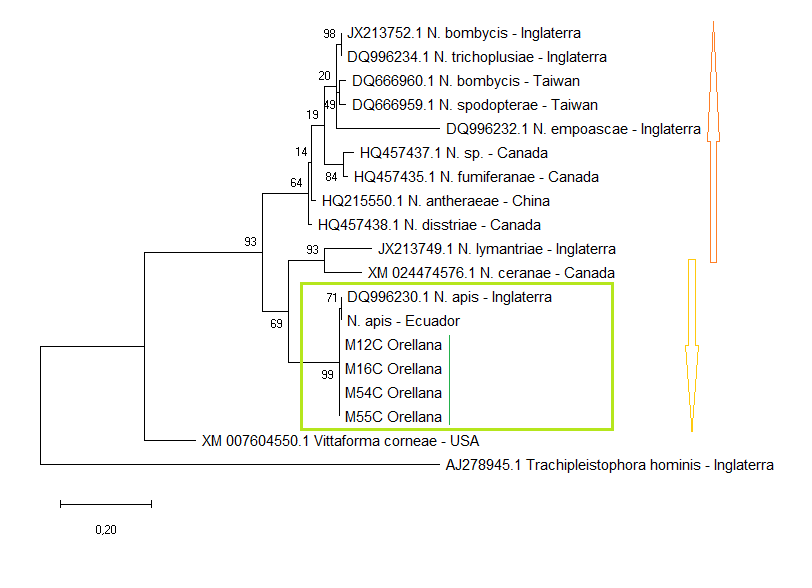 98
JX213752.1 N. bombycis - Inglaterra
DQ996234.1 N. trichoplusiae - Inglaterra
20
DQ666960.1 N. bombycis - Taiwan
49
DQ666959.1 N. spodopterae - Taiwan
19
DQ996232.1 N. empoascae - Inglaterra
14
HQ457437.1 N. sp. - Canada
84
HQ457435.1 N. fumiferanae - Canada
64
HQ215550.1 N. antheraeae - China
HQ457438.1 N. disstriae - Canada
93
93
JX213749.1 N. lymantriae - Inglaterra
XM 024474576.1 N. ceranae - Canada
71
DQ996230.1 N. apis - Inglaterra
69
N. apis - Ecuador
M12C Orellana
99
M16C Orellana
M54C Orellana
M55C Orellana
XM 007604550.1 Vittaforma corneae - USA
AJ278945.1 Trachipleistophora hominis - Inglaterra
0,20